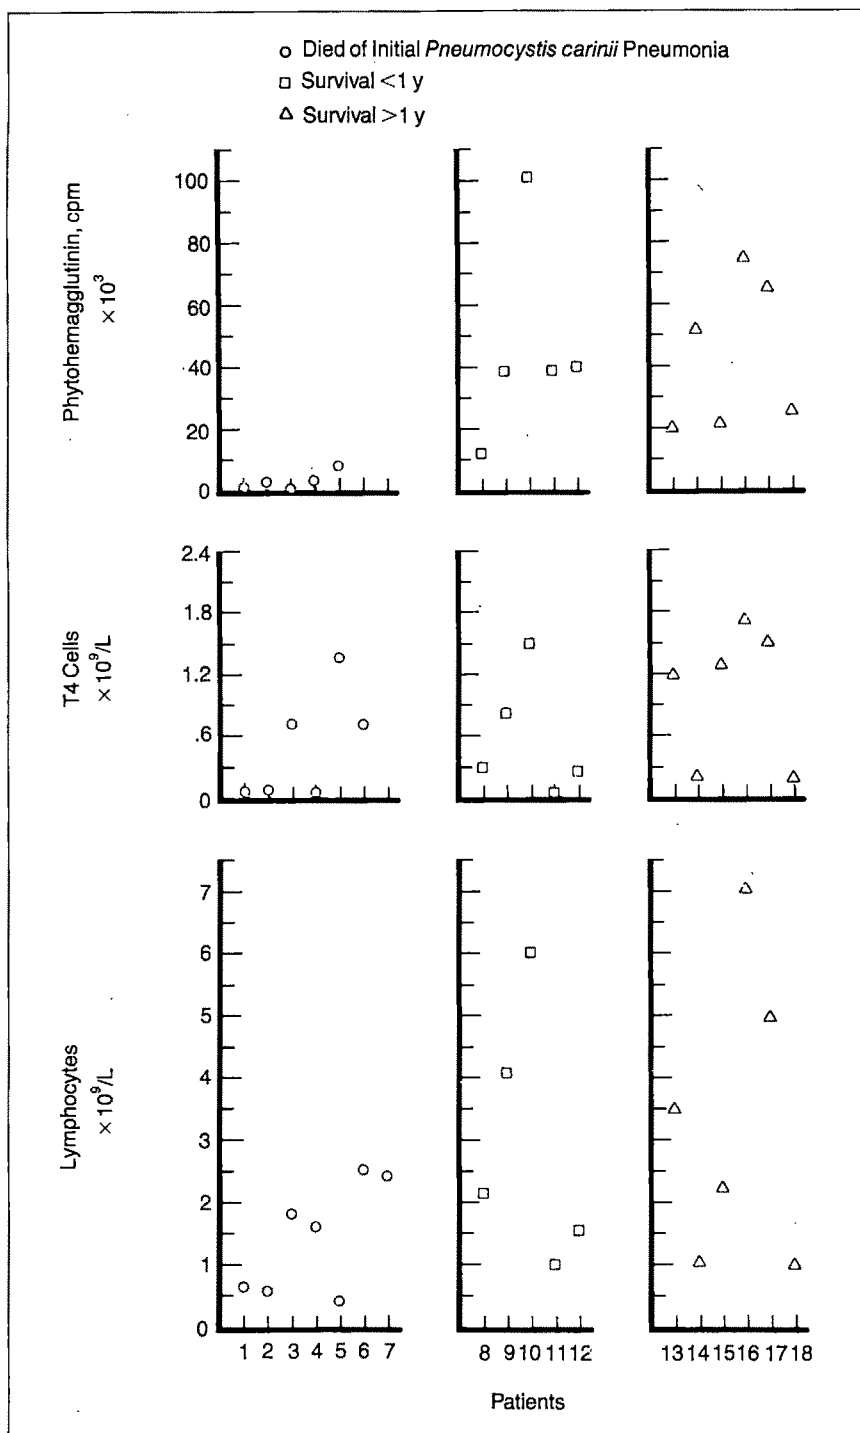 Died of Initial Pneumocystis carinii Pneumonia
Survival <1 y
Survival >1 y
Phytohemagglutinin, cpm
× 10³
100
80
60
40
20
0
T4 Cells
× 10⁹/L
2.4
1.8
1.2
.6
0
Lymphocytes
× 10⁹/L
7
6
5
4
3
2
1
0
1 2 3 4 5 6 7 8 9 10 11 12 13 14 15 16 17 18
Patients